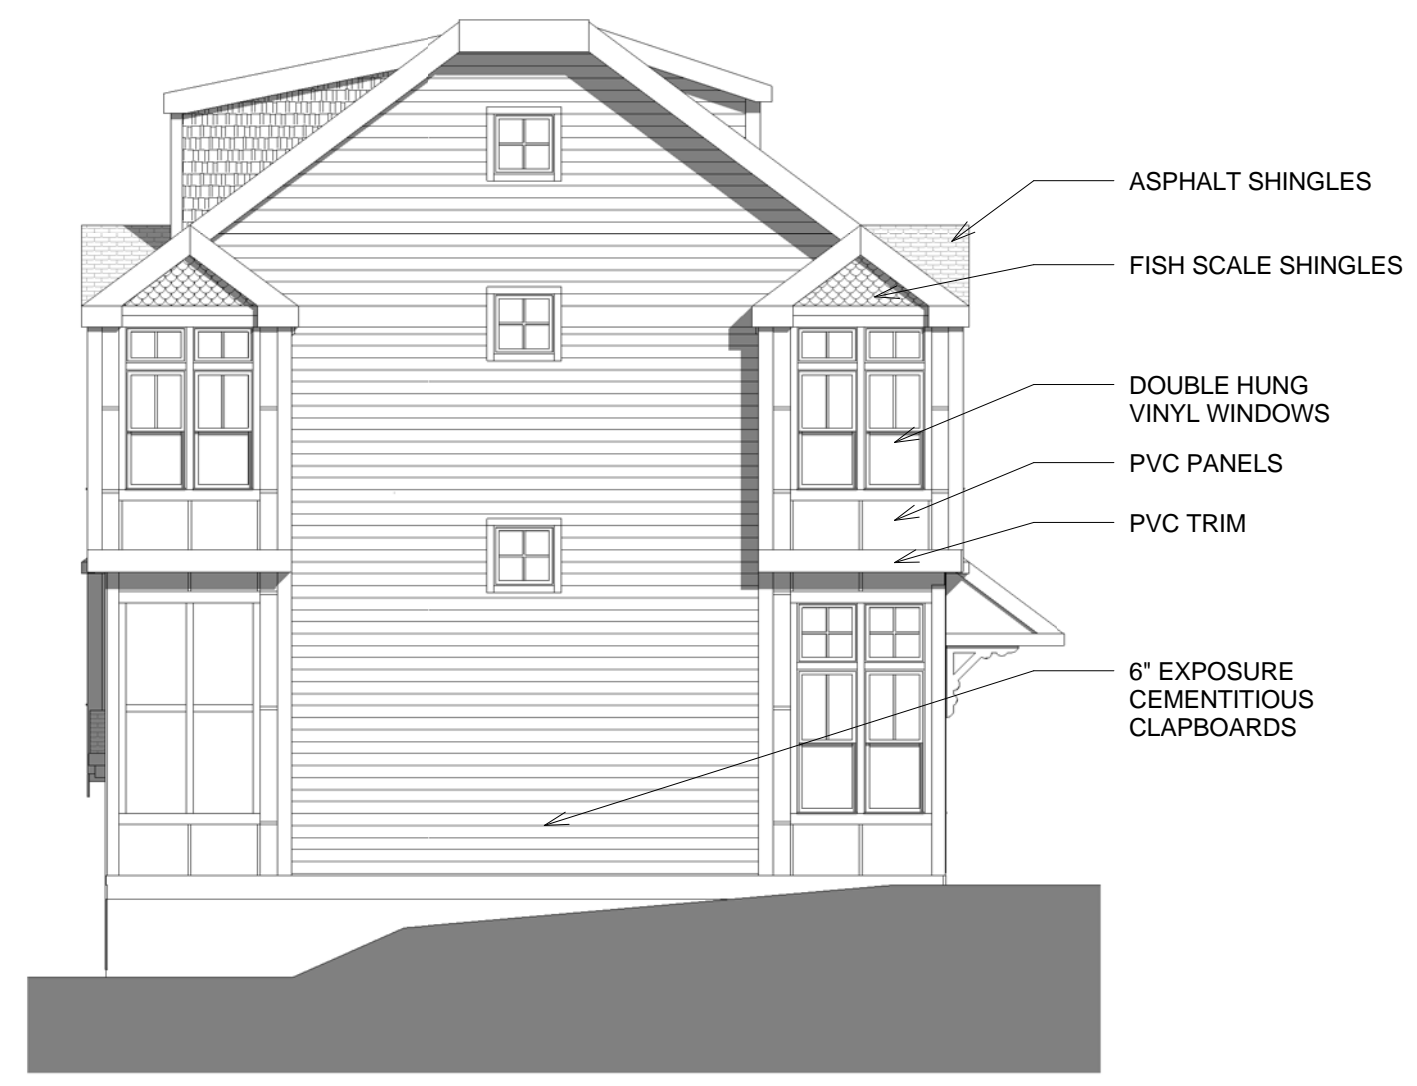 ASPHALT SHINGLES
FISH SCALE SHINGLES
DOUBLE HUNG
VINYL WINDOWS
PVC PANELS
PVC TRIM
6" EXPOSURE
CEMENTITIOUS
CLAPBOARDS